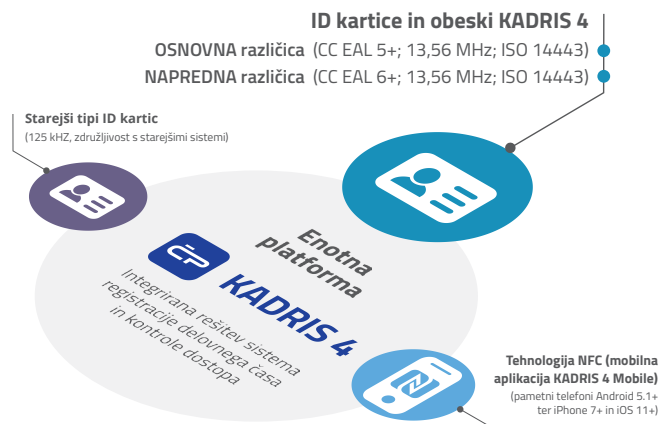 ID kartice in obeski KADRIS 4
OSNOVNA različica (CC EAL 5+; 13,56 MHz; ISO 14443)
NAPREDNA različica (CC EAL 6+; 13,56 MHz; ISO 14443)
Starejši tipi ID kartic
(125 kHZ, združljivost s starejšimi sistemi)
Enotna
platforma
ČP
KADRIS 4
Integrirana rešitev sistema
registracije delovnega časa
in kontrole dostopa
Tehnologija NFC (mobilna
aplikacija KADRIS 4 Mobile)
(pametni telefoni Android 5.1+
ter iPhone 7+ in iOS 11+)